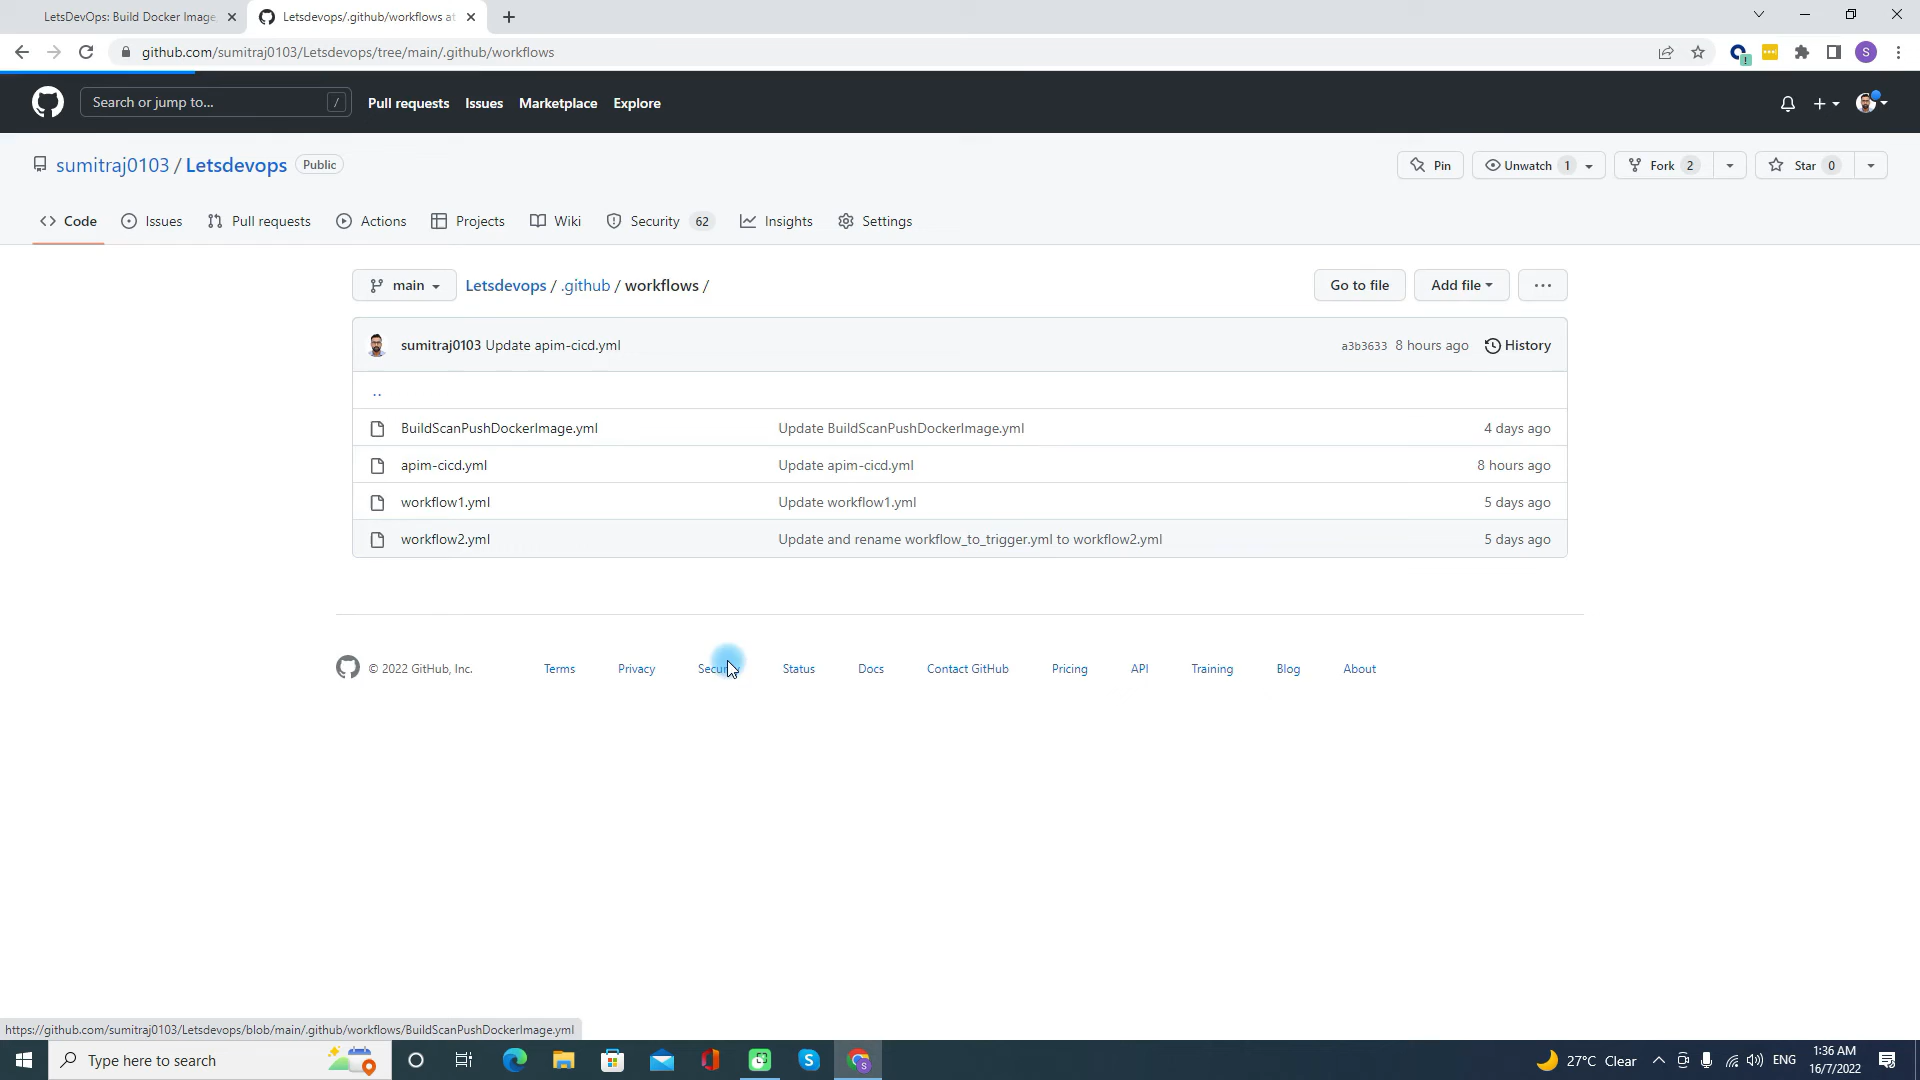 LetsDevOps: Build Docker Image
Letsdevops/.github/workflows at
github.com/sumitraj0103/Letsdevops/tree/main/.github/workflows
S
Search or jump to...
/
Pull requests
Issues
Marketplace
Explore
sumitraj0103 / Letsdevops
Public
Pin
Unwatch 1
Fork 2
Star 0
Code
Issues
Pull requests
Actions
Projects
Wiki
Security 62
Insights
Settings
main
Letsdevops / .github / workflows /
Go to file
Add file
sumitraj0103 Update apim-cicd.yml
a3b3633 8 hours ago
History
..
BuildScanPushDockerImage.yml
Update BuildScanPushDockerImage.yml
4 days ago
apim-cicd.yml
Update apim-cicd.yml
8 hours ago
workflow1.yml
Update workflow1.yml
5 days ago
workflow2.yml
Update and rename workflow_to_trigger.yml to workflow2.yml
5 days ago
© 2022 GitHub, Inc.
Terms
Privacy
Security
Status
Docs
Contact GitHub
Pricing
API
Training
Blog
About
https://github.com/sumitraj0103/Letsdevops/blob/main/.github/workflows/BuildScanPushDockerImage.yml
Type here to search
27°C Clear
ENG
1:36 AM
16/7/2022